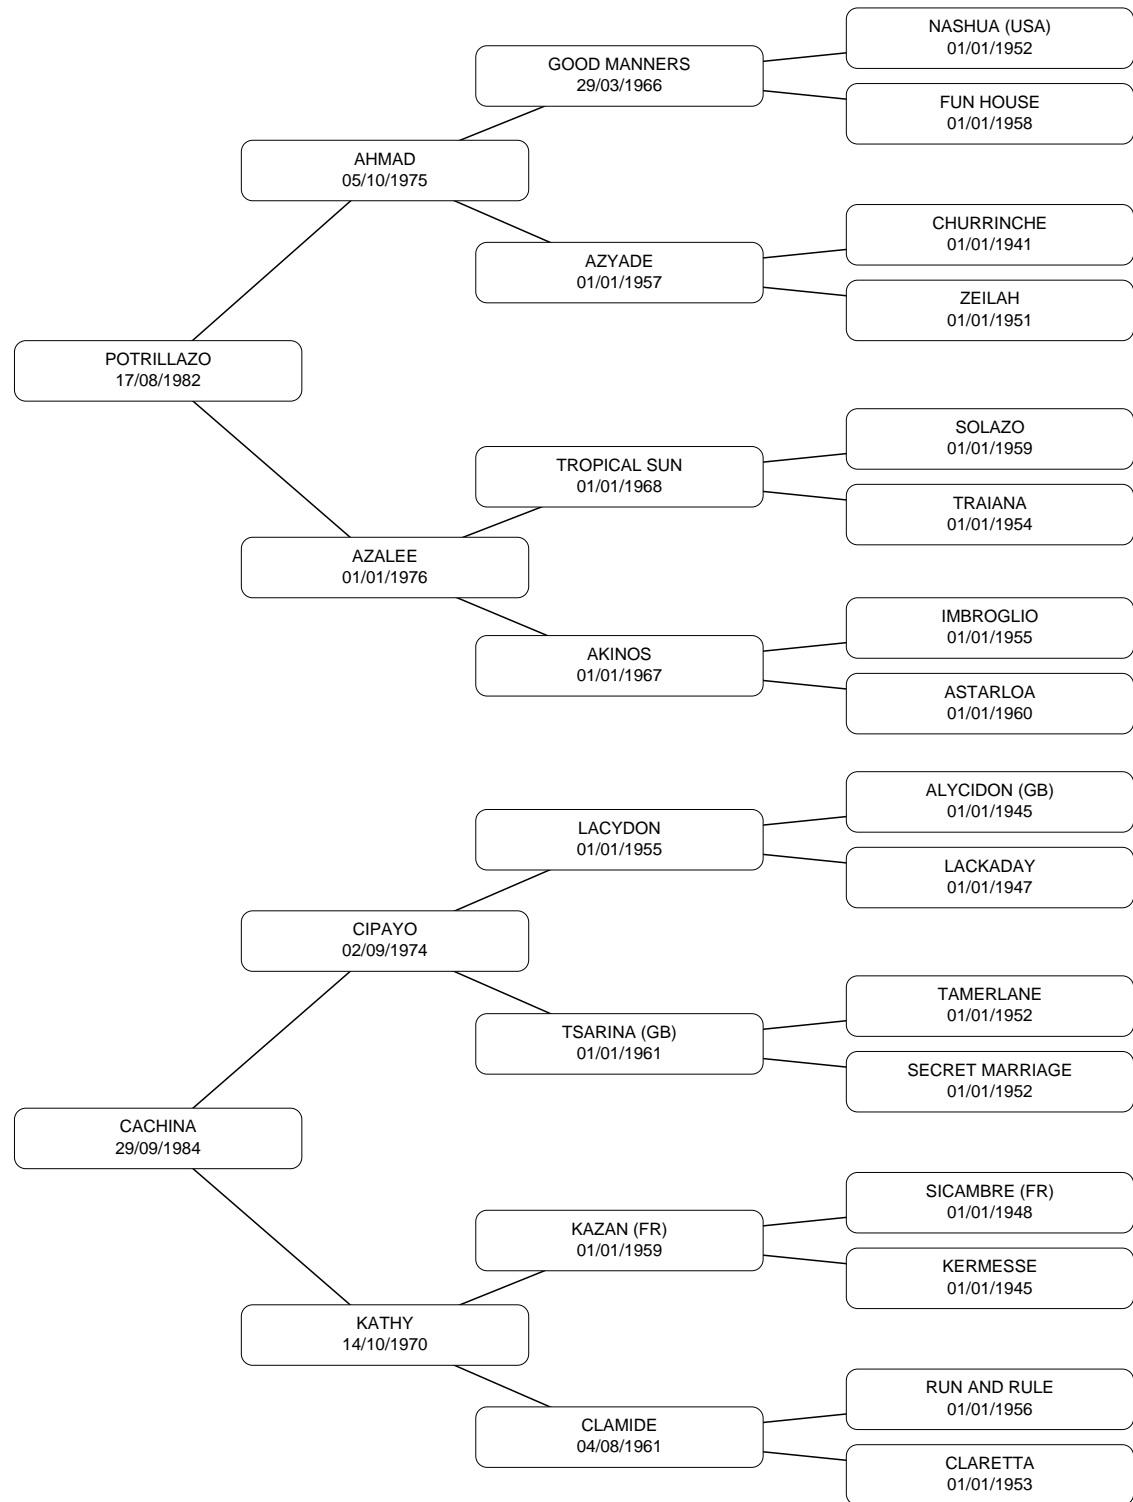 NASHUA (USA)
01/01/1952
GOOD MANNERS
29/03/1966
FUN HOUSE
01/01/1958
AHMAD
05/10/1975
CHURRINCHE
01/01/1941
AZYADE
01/01/1957
ZEILAH
01/01/1951
POTRILLAZO
17/08/1982
SOLAZO
01/01/1959
TROPICAL SUN
01/01/1968
TRAIANA
01/01/1954
AZALEE
01/01/1976
IMBROGLIO
01/01/1955
AKINOS
01/01/1967
ASTARLOA
01/01/1960
ALYCIDON (GB)
01/01/1945
LACYDON
01/01/1955
LACKADAY
01/01/1947
CIPAYO
02/09/1974
TAMERLANE
01/01/1952
TSARINA (GB)
01/01/1961
SECRET MARRIAGE
01/01/1952
CACHINA
29/09/1984
SICAMBRE (FR)
01/01/1948
KAZAN (FR)
01/01/1959
KERMESSE
01/01/1945
KATHY
14/10/1970
RUN AND RULE
01/01/1956
CLAMIDE
04/08/1961
CLARETTA
01/01/1953